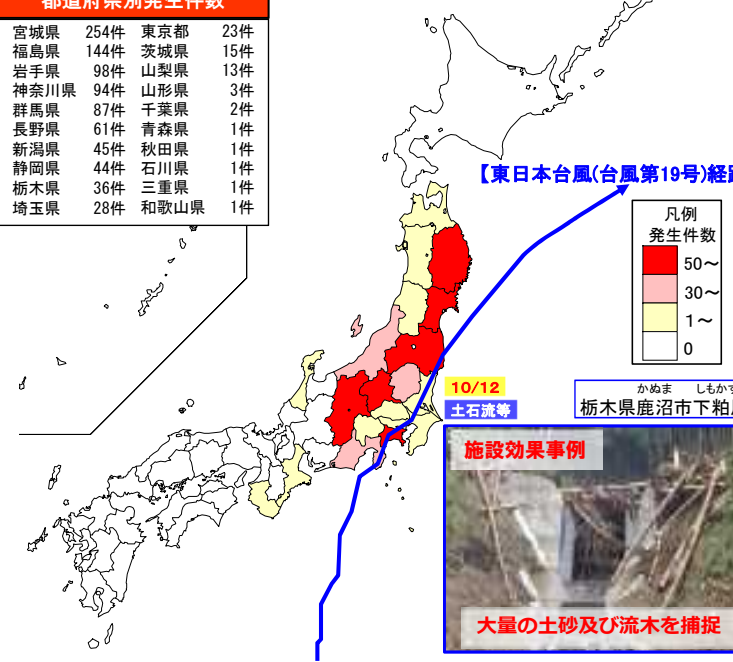 都道府県別発生件数
宮城県 254件 東京都 23件
福島県 144件 茨城県 15件
岩手県 98件 山梨県 13件
神奈川県 94件 山形県 3件
群馬県 87件 千葉県 2件
長野県 61件 青森県 1件
新潟県 45件 秋田県 1件
静岡県 44件 石川県 1件
栃木県 36件 三重県 1件
埼玉県 28件 和歌山県 1件
【東日本台風(台風第19号)経路
凡例
発生件数
50～
30～
1～
0
10/12
土石流等
かぬま しもかす
栃木県鹿沼市下粕
施設効果事例
大量の土砂及び流木を捕捉